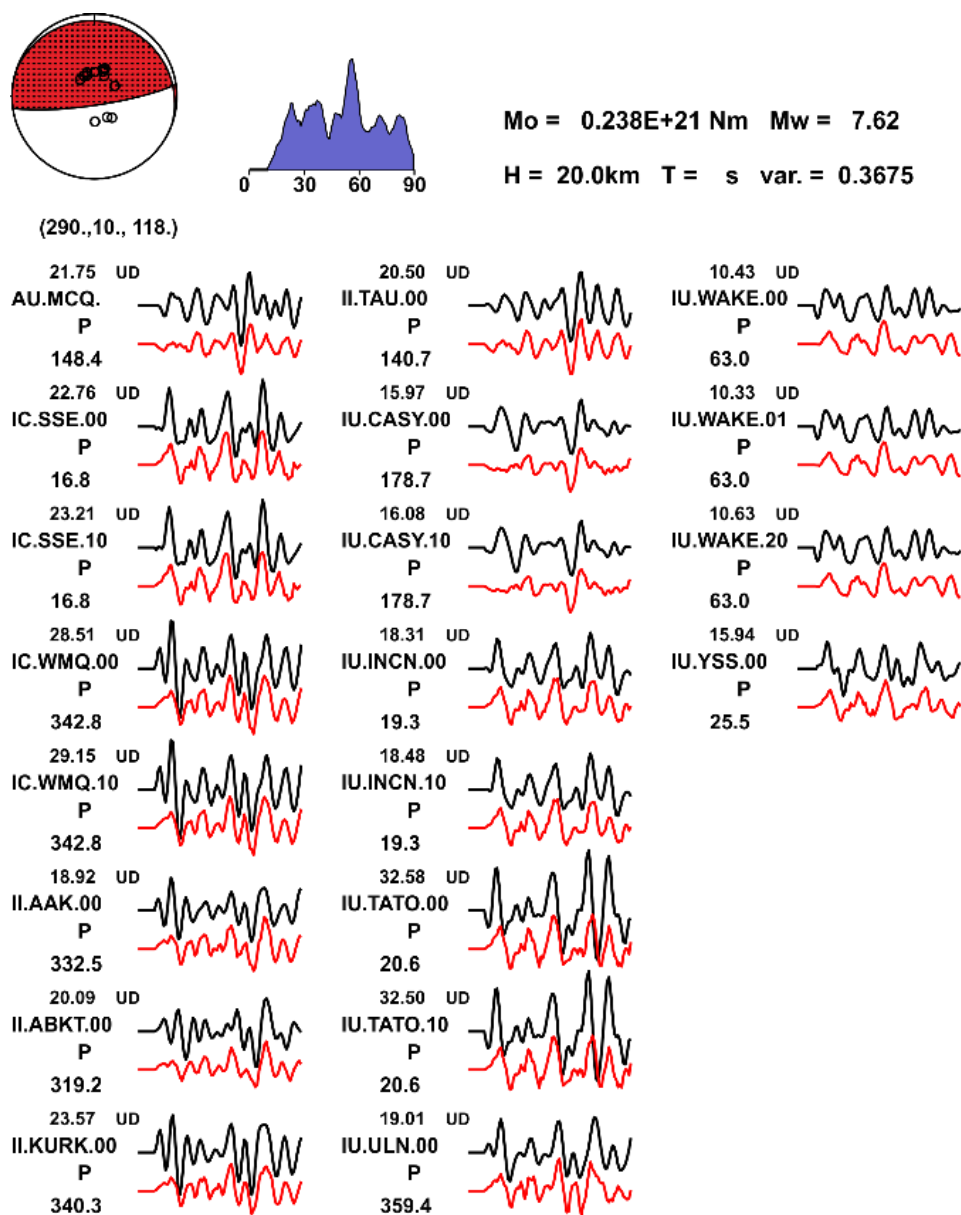 Mo = 0.238E+21 Nm Mw = 7.62
H = 20.0km T = s var. = 0.3675
0 30 60 90
(290.,10., 118.)
21.75 UD
AU.MCQ.
P
148.4
22.76 UD
IC.SSE.00
P
16.8
23.21 UD
IC.SSE.10
P
16.8
28.51 UD
IC.WMQ.00
P
342.8
29.15 UD
IC.WMQ.10
P
342.8
18.92 UD
II.AAK.00
P
332.5
20.09 UD
II.ABKT.00
P
319.2
23.57 UD
II.KURK.00
P
340.3
20.50 UD
II.TAU.00
P
140.7
15.97 UD
IU.CASY.00
P
178.7
16.08 UD
IU.CASY.10
P
178.7
18.31 UD
IU.INCN.00
P
19.3
18.48 UD
IU.INCN.10
P
19.3
32.58 UD
IU.TATO.00
P
20.6
32.50 UD
IU.TATO.10
P
20.6
19.01 UD
IU.ULN.00
P
359.4
10.43 UD
IU.WAKE.00
P
63.0
10.33 UD
IU.WAKE.01
P
63.0
10.63 UD
IU.WAKE.20
P
63.0
15.94 UD
IU.YSS.00
P
25.5